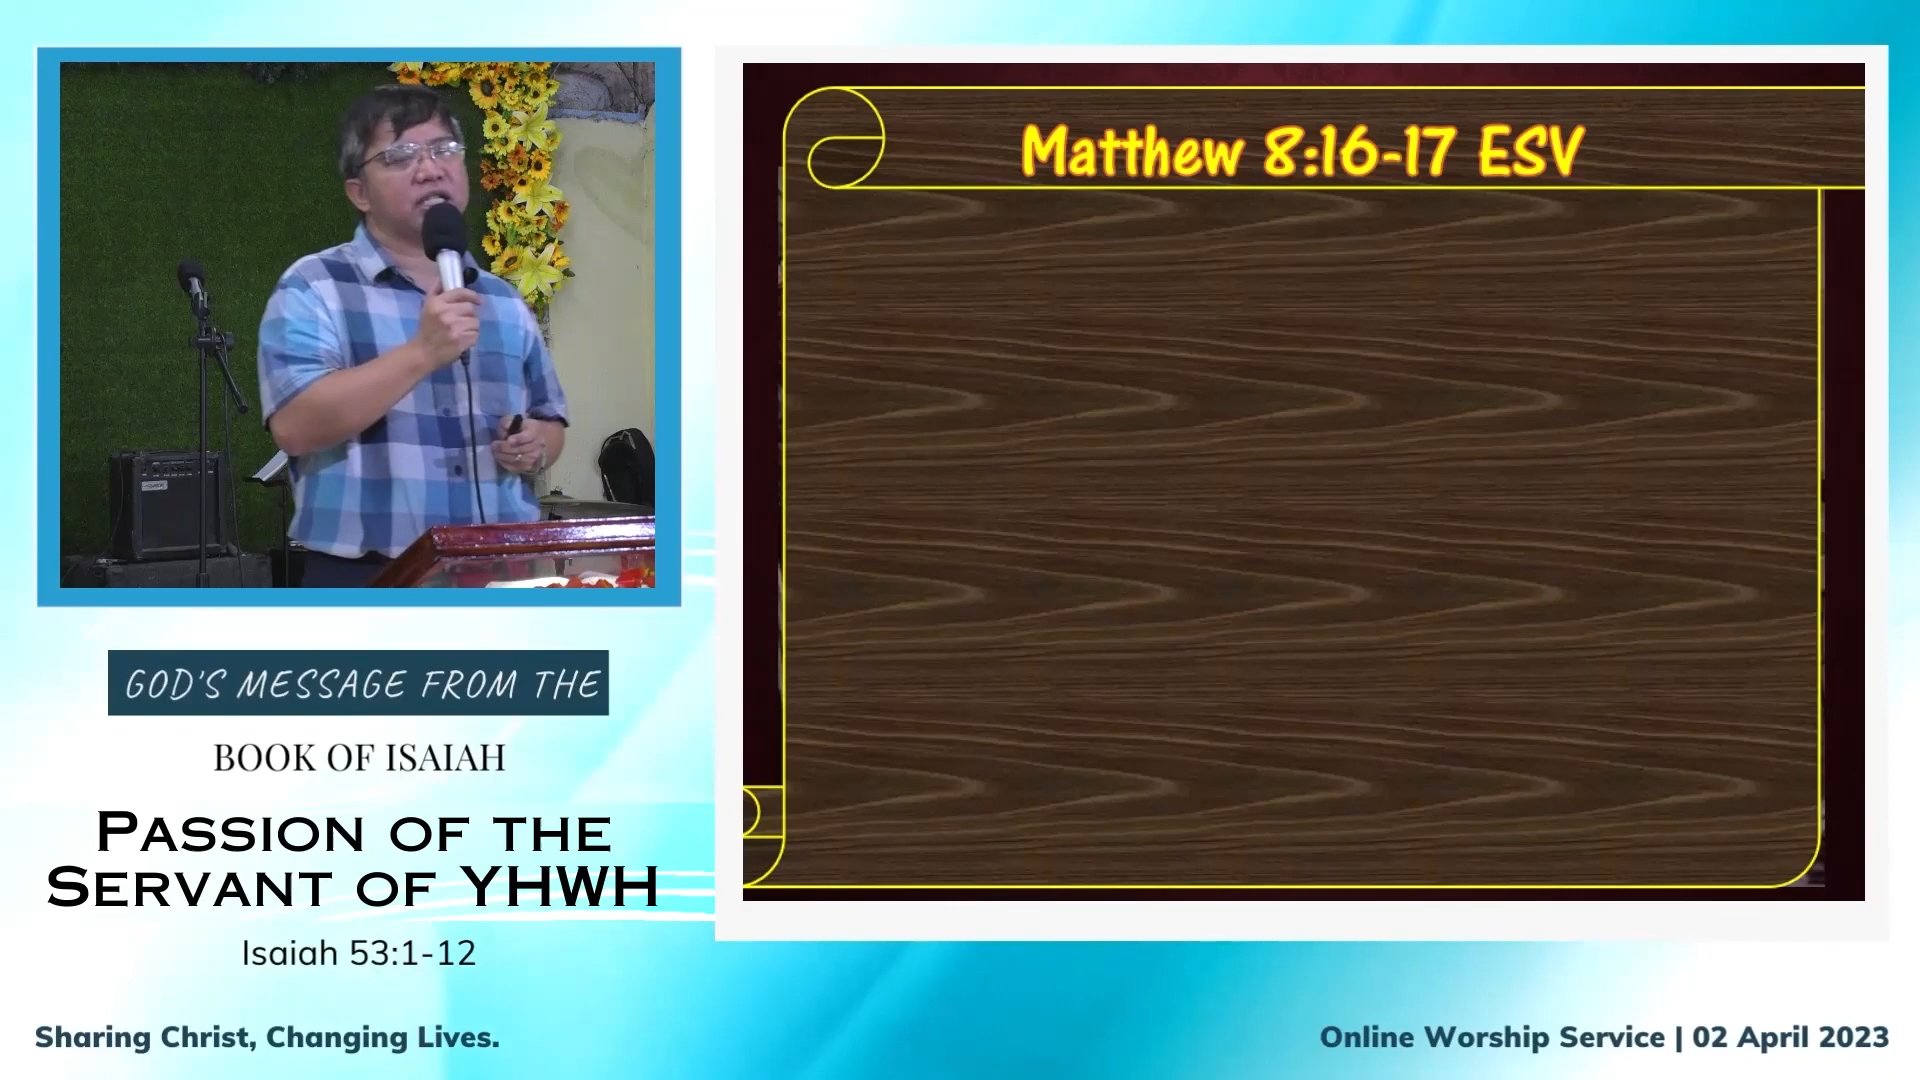 Matthew 8:16-17 ESV
GOD'S MESSAGE FROM THE
BOOK OF ISAIAH
PASSION OF THE
SERVANT OF YHWH
Isaiah 53:1-12
Sharing Christ, Changing Lives.
Online Worship Service | 02 April 2023